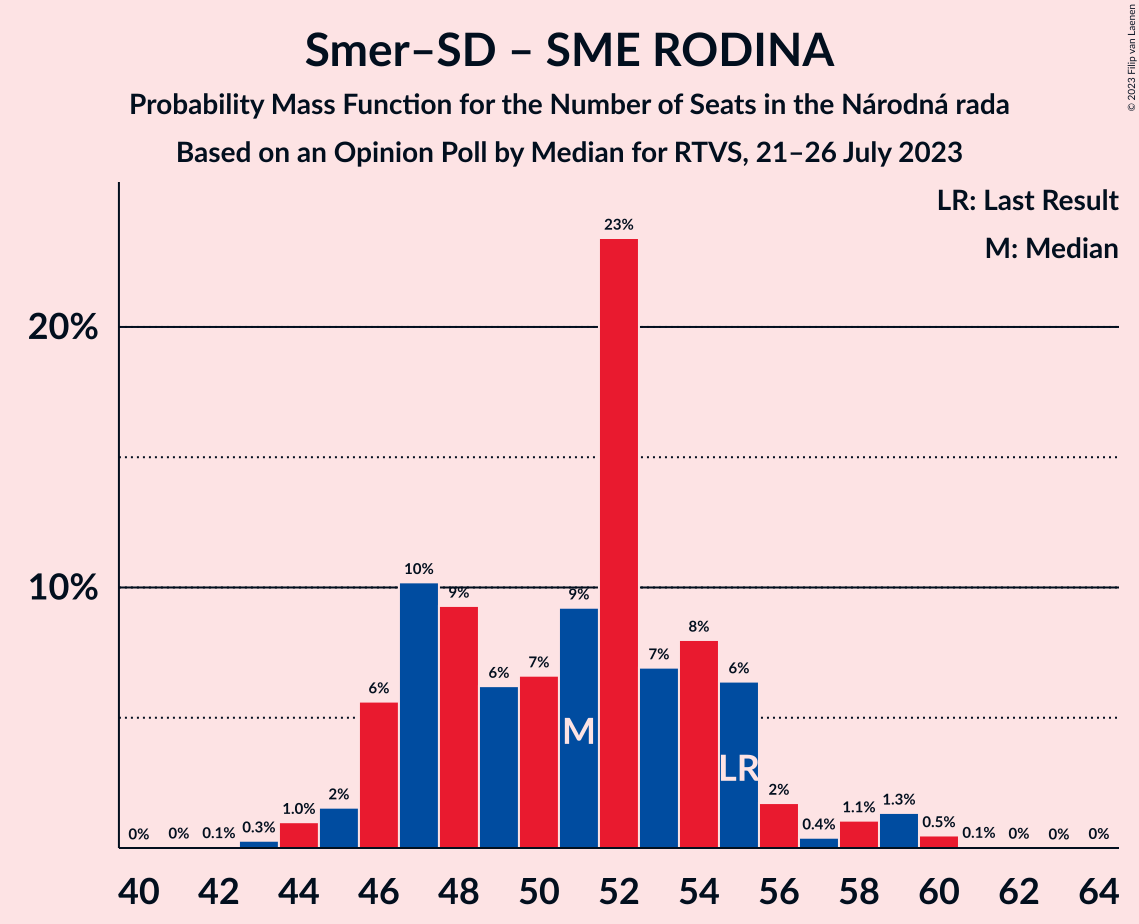 Smer–SD – SME RODINA
Probability Mass Function for the Number of Seats in the Národná rada
Based on an Opinion Poll by Median for RTVS, 21–26 July 2023
© 2023 Filip van Laenen
LR: Last Result
M: Median
20%
10%
0% 0% 0.1% 0.3% 1.0% 2% 6% 10% 9% 6% 7% 9% 23% 7% 8% 6% 2% 0.4% 1.1% 1.3% 0.5% 0.1% 0% 0% 0%
M
LR
40 42 44 46 48 50 52 54 56 58 60 62 64